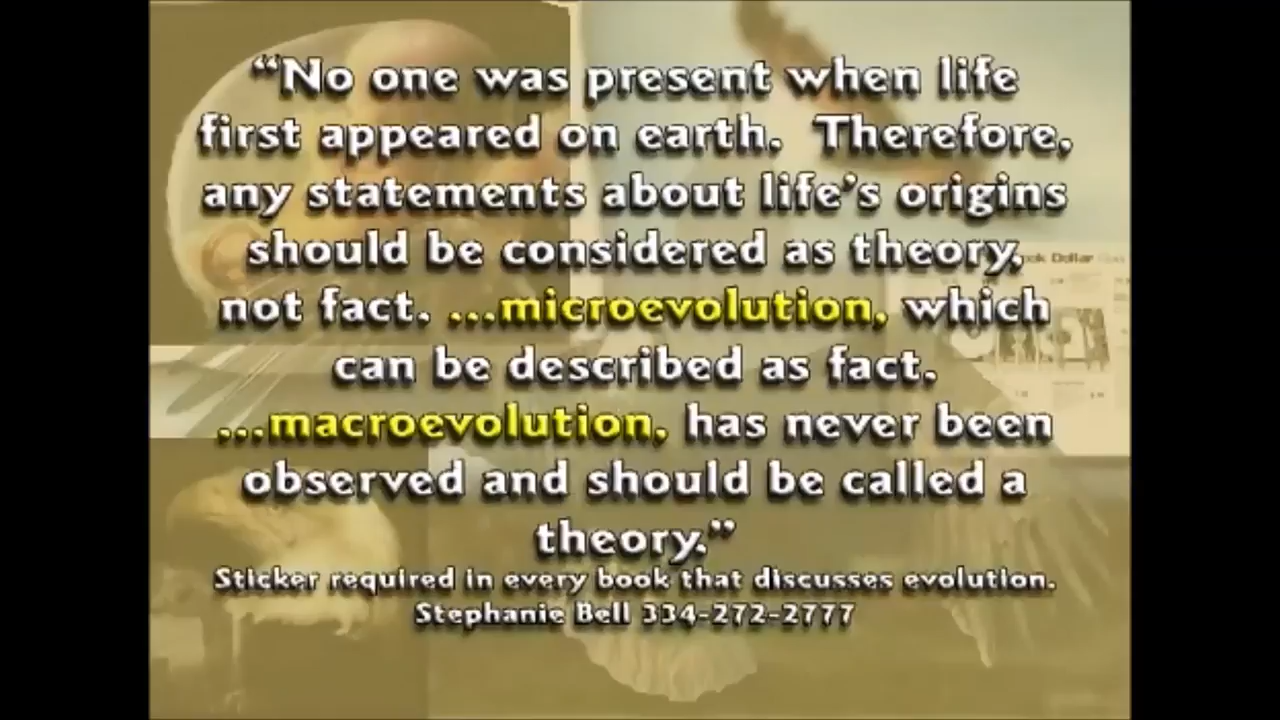 “No one was present when life
first appeared on earth. Therefore,
any statements about life’s origins
should be considered as theory,
not fact. ...microevolution, which
can be described as fact.
...macroevolution, has never been
observed and should be called a
theory.”
Sticker required in every book that discusses evolution.
Stephanie Bell 334-272-2777
Dollar